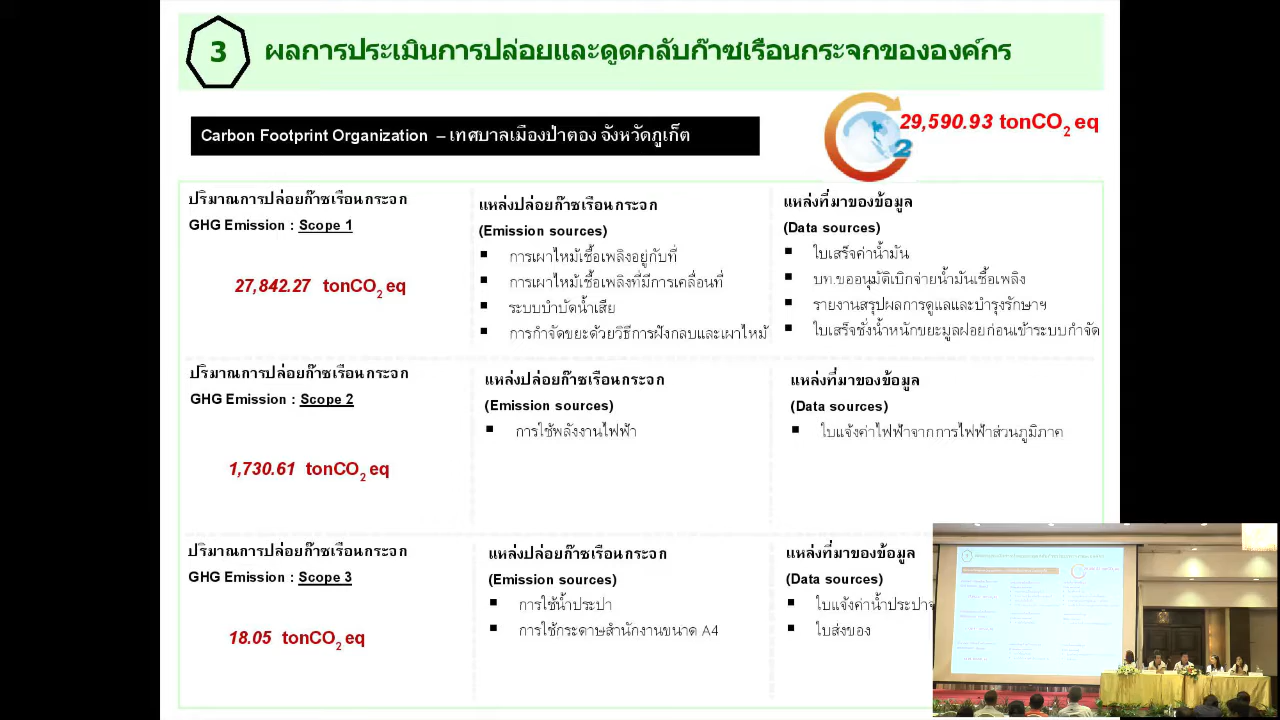 3
ผลการประเมินการปล่อยและดูดกลับก๊าซเรือนกระจกขององค์กร
Carbon Footprint Organization – เทศบาลเมืองป่าตอง จังหวัดภูเก็ต
2
29,590.93 tonCO2 eq
ปริมาณการปล่อยก๊าซเรือนกระจก
GHG Emission : Scope 1
27,842.27 tonCO2 eq
แหล่งปล่อยก๊าซเรือนกระจก
(Emission sources)
▪ การเผาไหม้เชื้อเพลิงอยู่กับที่
▪ การเผาไหม้เชื้อเพลิงที่มีการเคลื่อนที่
▪ ระบบบำบัดน้ำเสีย
▪ การกำจัดขยะด้วยวิธีการฝังกลบและเผาไหม้
แหล่งที่มาของข้อมูล
(Data sources)
▪ ใบเสร็จค่าน้ำมัน
▪ บท.ขออนุมัติเบิกจ่ายน้ำมันเชื้อเพลิง
▪ รายงานสรุปผลการดูแลและบำรุงรักษาฯ
▪ ใบเสร็จชั่งน้ำหนักขยะมูลฝอยก่อนเข้าระบบกำจัด
ปริมาณการปล่อยก๊าซเรือนกระจก
GHG Emission : Scope 2
1,730.61 tonCO2 eq
แหล่งปล่อยก๊าซเรือนกระจก
(Emission sources)
▪ การใช้พลังงานไฟฟ้า
แหล่งที่มาของข้อมูล
(Data sources)
▪ ใบแจ้งค่าไฟฟ้าจากการไฟฟ้าส่วนภูมิภาค
ปริมาณการปล่อยก๊าซเรือนกระจก
GHG Emission : Scope 3
18.05 tonCO2 eq
แหล่งปล่อยก๊าซเรือนกระจก
(Emission sources)
▪ การใช้น้ำประปา
▪ การใช้กระดาษสำนักงานขนาด A4
แหล่งที่มาของข้อมูล
(Data sources)
▪ ใบแจ้งค่าน้ำประปา
▪ ใบส่งของ